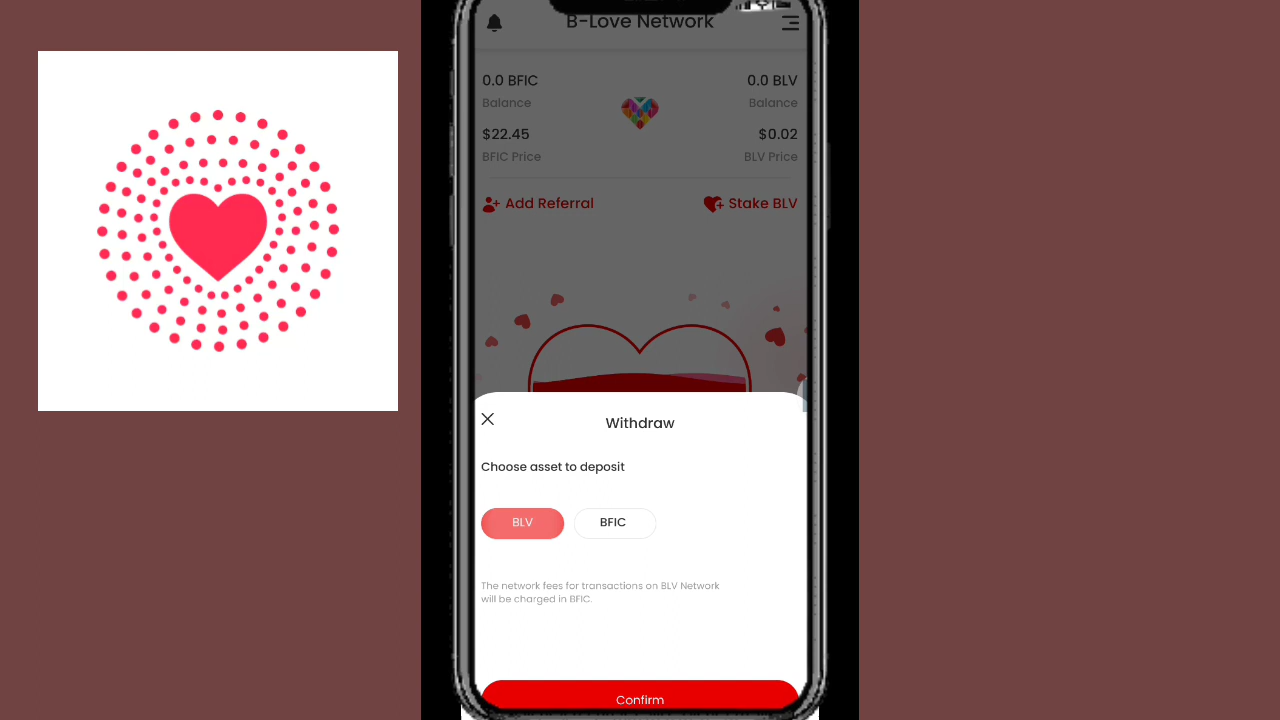 B-Love Network
0.0 BFIC
0.0 BLV
Balance
Balance
$22.45
$0.02
BFIC Price
BLV Price
Add Referral
Stake BLV
Withdraw
Choose asset to deposit
BLV
BFIC
The network fees for transactions on BLV Network
will be charged in BFIC.
Confirm